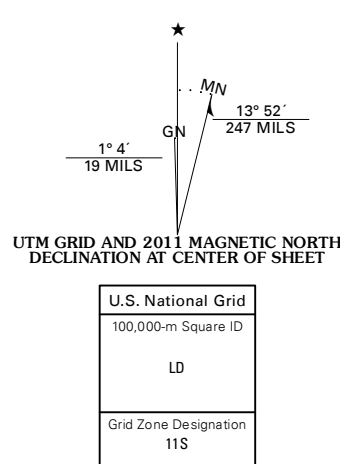 ★
MN
GN
13° 52´
247 MILS
1° 4´
19 MILS
UTM GRID AND 2011 MAGNETIC NORTH
DECLINATION AT CENTER OF SHEET
U.S. National Grid
100,000-m Square ID
LD
Grid Zone Designation
11S